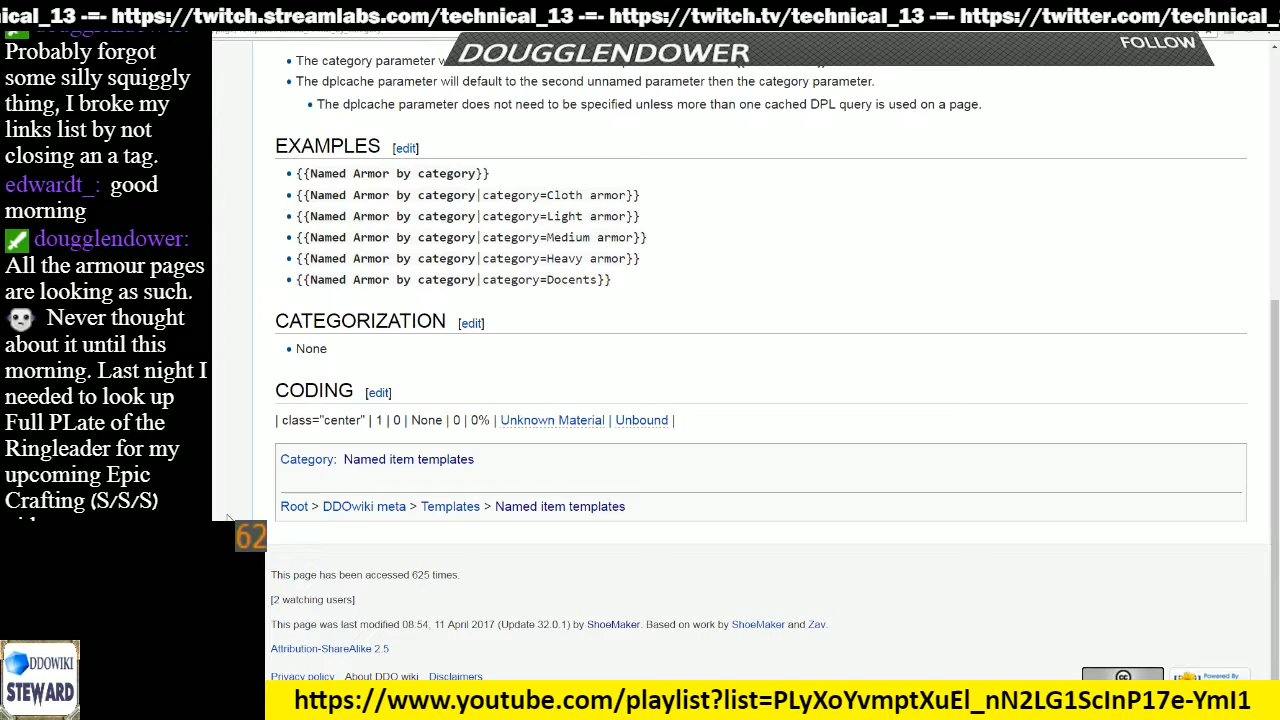 ical_13 -=- https://twitch.streamlabs.com/technical_13 -=- https://twitch.tv/technical_13 -=- https://twitter.com/technical_
dougglendower:
Probably forgot
some silly squiggly
thing, I broke my
links list by not
closing an a tag.
edwardt_: good
morning
dougglendower:
All the armour pages
are looking as such.
Never thought
about it until this
morning. Last night I
needed to look up
Full PLate of the
Ringleader for my
upcoming Epic
Crafting (S/S/S)
DOUGGLENDOWER
FOLLOW
• The category parameter
• The dplcache parameter will default to the second unnamed parameter then the category parameter.
• The dplcache parameter does not need to be specified unless more than one cached DPL query is used on a page.
EXAMPLES [edit]
• {{Named Armor by category}}
• {{Named Armor by category|category=Cloth armor}}
• {{Named Armor by category|category=Light armor}}
• {{Named Armor by category|category=Medium armor}}
• {{Named Armor by category|category=Heavy armor}}
• {{Named Armor by category|category=Docents}}
CATEGORIZATION [edit]
• None
CODING [edit]
| class="center" | 1 | 0 | None | 0 | 0% | Unknown Material | Unbound |
Category: Named item templates
Root > DDOwiki meta > Templates > Named item templates
62
This page has been accessed 625 times.
[2 watching users]
This page was last modified 08:54, 11 April 2017 (Update 32.0.1) by ShoeMaker. Based on work by ShoeMaker and Zav.
Attribution-ShareAlike 2.5
Privacy policy About DDO wiki Disclaimers
cc
Powered By
DDOWIKI
STEWARD
https://www.youtube.com/playlist?list=PLyXoYvmptXuEl_nN2LG1ScInP17e-YmI1